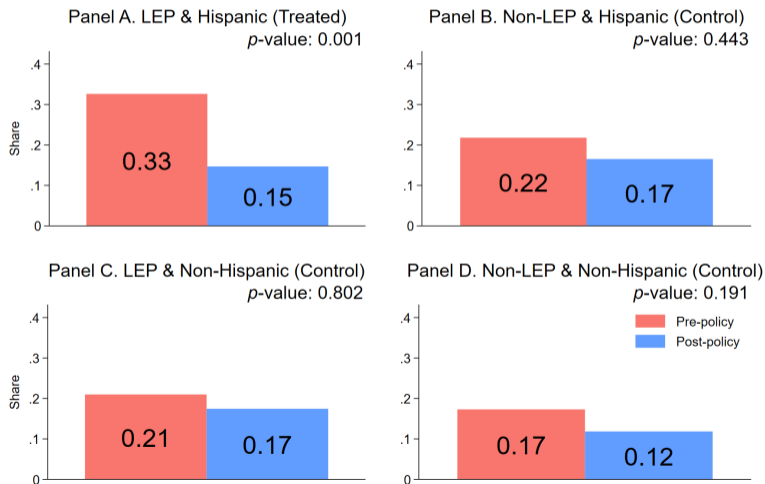 Panel A. LEP & Hispanic (Treated)
p-value: 0.001
.4
.3
.2
.1
0
Share
0.33
0.15
Panel B. Non-LEP & Hispanic (Control)
p-value: 0.443
.4
.3
.2
.1
0
0.22
0.17
Panel C. LEP & Non-Hispanic (Control)
p-value: 0.802
.4
.3
.2
.1
0
Share
0.21
0.17
Panel D. Non-LEP & Non-Hispanic (Control)
p-value: 0.191
Pre-policy
Post-policy
.4
.3
.2
.1
0
0.17
0.12